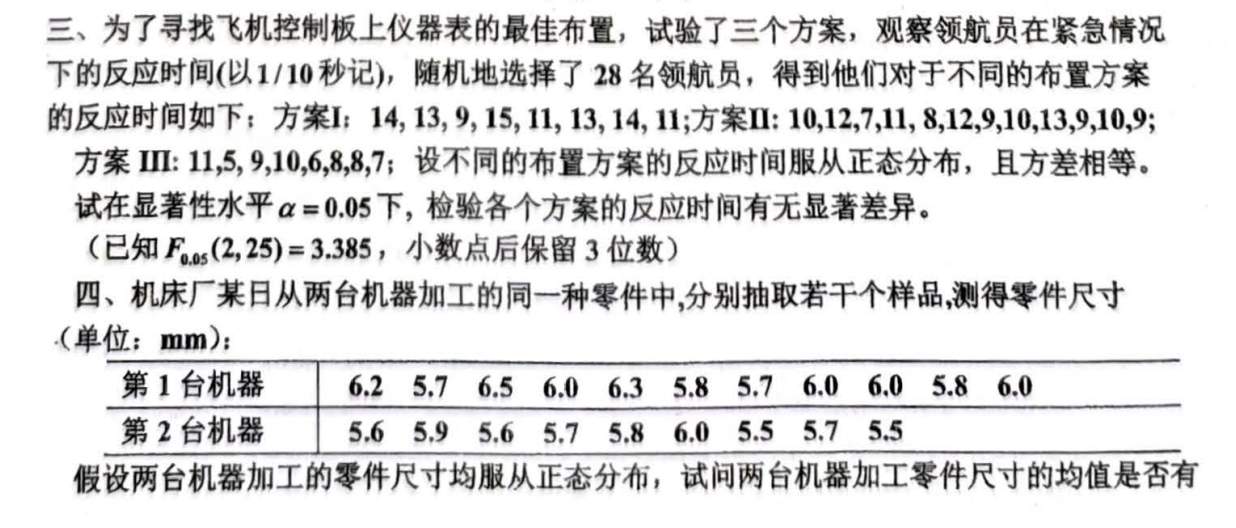 三、为了寻找飞机控制板上仪器表的最佳布置，试验了三个方案，观察领航员在紧急情况
下的反应时间(以1/10秒记)，随机地选择了 28 名领航员，得到他们对于不同的布置方案
的反应时间如下：方案I：14, 13, 9, 15, 11, 13, 14, 11;方案II: 10,12,7,11, 8,12,9,10,13,9,10,9;
方案 III: 11,5, 9,10,6,8,8,7；设不同的布置方案的反应时间服从正态分布，且方差相等。
试在显著性水平 α = 0.05 下, 检验各个方案的反应时间有无显著差异。
（已知 F₀.₀₅(2, 25) = 3.385，小数点后保留 3 位数）
四、机床厂某日从两台机器加工的同一种零件中,分别抽取若干个样品,测得零件尺寸
（单位：mm）：
第 1 台机器 6.2 5.7 6.5 6.0 6.3 5.8 5.7 6.0 6.0 5.8 6.0
第 2 台机器 5.6 5.9 5.6 5.7 5.8 6.0 5.5 5.7 5.5
假设两台机器加工的零件尺寸均服从正态分布，试问两台机器加工零件尺寸的均值是否有